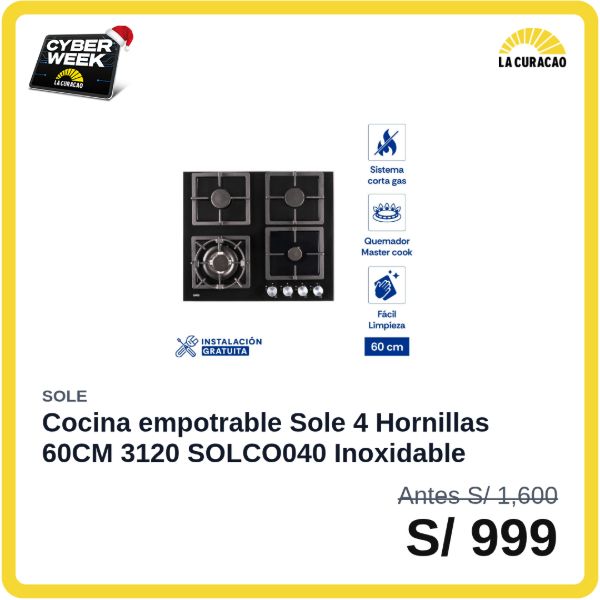 CYBER
WEEK
LA CURACAO
LA CURACAO
Sistema
corta gas
Quemador
Master cook
Fácil
Limpieza
60 cm
INSTALACIÓN
GRATUITA
SOLE
Cocina empotrable Sole 4 Hornillas
60CM 3120 SOLCO040 Inoxidable
Antes S/ 1,600
S/ 999